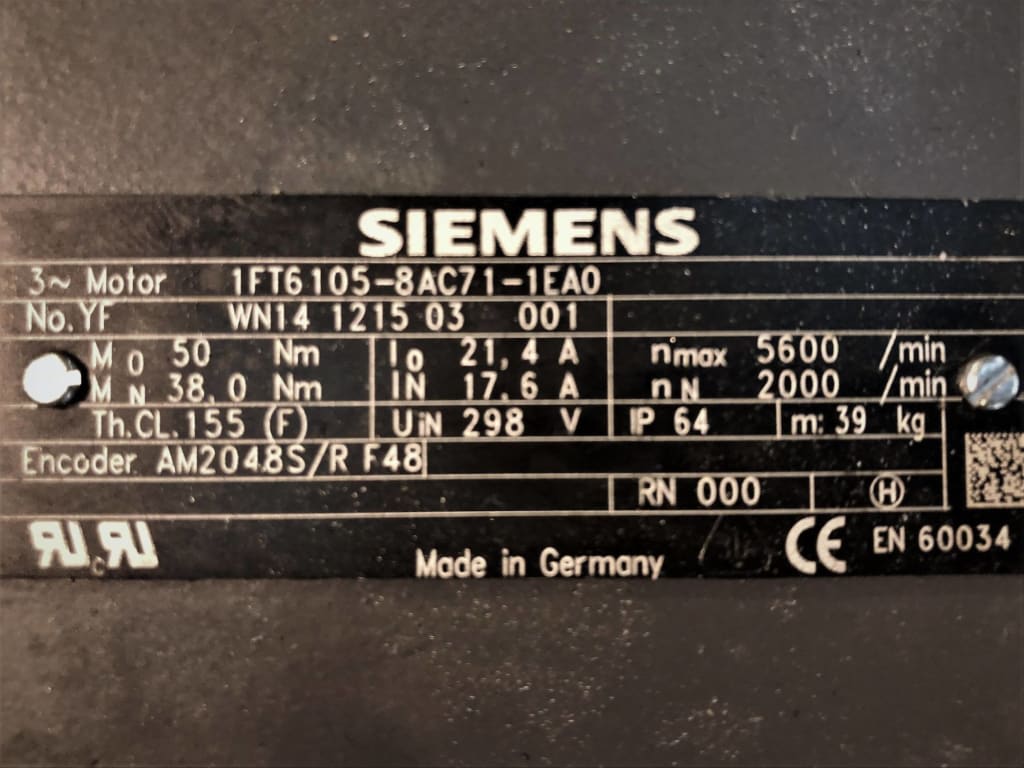 SIEMENS
3~ Motor 1FT6105-8AC71-1EA0
No.YF WN14 1215 03 001
M0 50 Nm I0 21,4 A nmax 5600 /min
MN 38,0 Nm IN 17,6 A nN 2000 /min
Th.CL.155 (F) UiN 298 V IP 64 m: 39 kg
Encoder AM2048S/R F48
RN 000 H
RU c RU
Made in Germany CE EN 60034